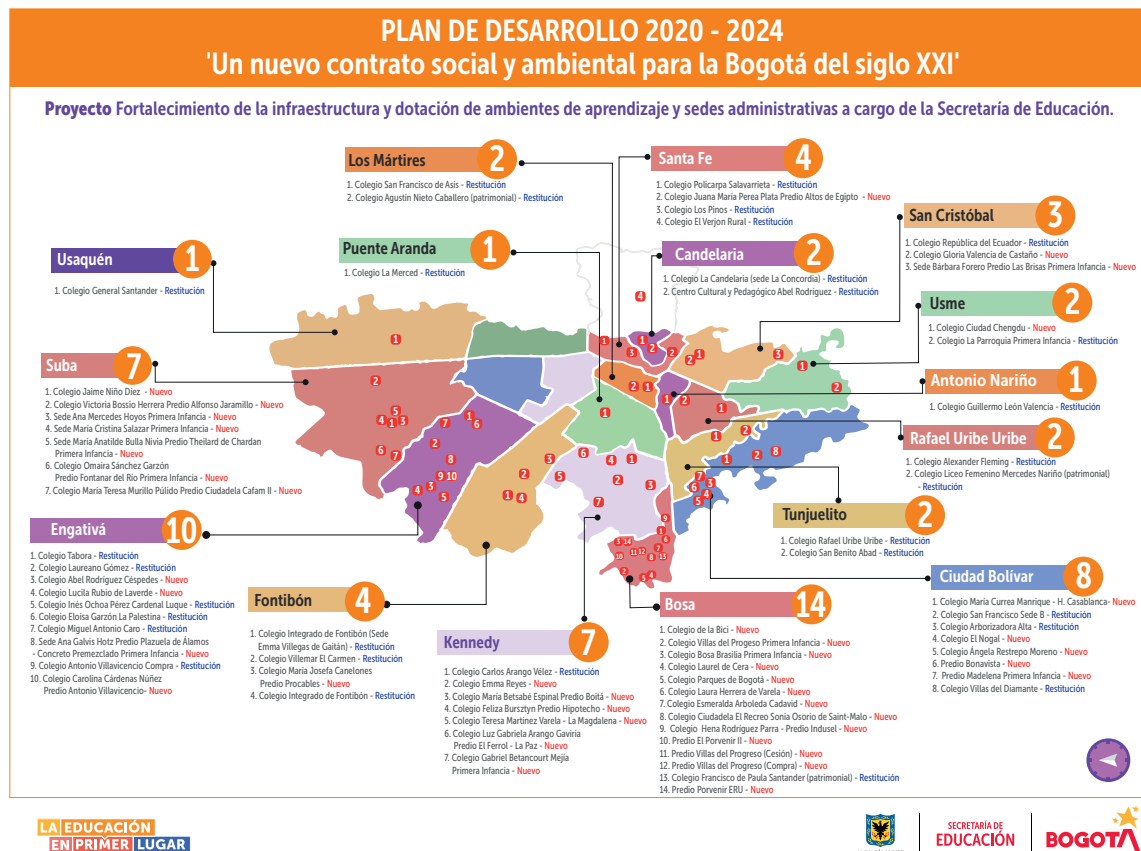 PLAN DE DESARROLLO 2020 - 2024
'Un nuevo contrato social y ambiental para la Bogotá del siglo XXI'
Proyecto Fortalecimiento de la infraestructura y dotación de ambientes de aprendizaje y sedes administrativas a cargo de la Secretaría de Educación.
Los Mártires 2
1. Colegio San Francisco de Asís - Restitución
2. Colegio Agustín Nieto Caballero (patrimonial) - Restitución
Santa Fe 4
1. Colegio Policarpa Salavarrieta - Restitución
2. Colegio Juana María Perea Plata Predio Altos de Egipto - Nuevo
3. Colegio Los Pinos - Restitución
4. Colegio El Verjon Rural - Restitución
San Cristóbal 3
1. Colegio República del Ecuador - Restitución
2. Colegio Gloria Valencia de Castaño - Nuevo
3. Sede Bárbara Forero Predio Las Brisas Primera Infancia - Nuevo
Usaquén 1
1. Colegio General Santander - Restitución
Puente Aranda 1
1. Colegio La Merced - Restitución
Candelaria 2
1. Colegio La Candelaria (sede La Concordia) - Restitución
2. Centro Cultural y Pedagógico Abel Rodríguez - Restitución
Usme 2
1. Colegio Ciudad Chengdu - Nuevo
2. Colegio La Parroquia Primera Infancia - Restitución
Suba 7
1. Colegio Jaime Niño Díez - Nuevo
2. Colegio Victoria Bossio Herrera Predio Alfonso Jaramillo - Nuevo
3. Sede Ana Mercedes Hoyos Primera Infancia - Nuevo
4. Sede María Cristina Salazar Primera Infancia - Nuevo
5. Sede María Anatilde Bulla Nivia Predio Theilard de Chardan
Primera Infancia - Nuevo
6. Colegio Omaira Sánchez Garzón
Predio Fontanar del Río Primera Infancia - Nuevo
7. Colegio María Teresa Murillo Púlido Predio Ciudadela Cafam II - Nuevo
Antonio Nariño 1
1. Colegio Guillermo León Valencia - Restitución
Rafael Uribe Uribe 2
1. Colegio Alexander Fleming - Restitución
2. Colegio Liceo Femenino Mercedes Nariño (patrimonial)
- Restitución
Tunjuelito 2
1. Colegio Rafael Uribe Uribe - Restitución
2. Colegio San Benito Abad - Restitución
Engativá 10
1. Colegio Tabora - Restitución
2. Colegio Laureano Gómez - Restitución
3. Colegio Abel Rodríguez Céspedes - Nuevo
4. Colegio Lucila Rubio de Laverde - Nuevo
5. Colegio Inés Ochoa Pérez Cardenal Luque - Restitución
6. Colegio Eloisa Garzón La Palestina - Restitución
7. Colegio Miguel Antonio Caro - Restitución
8. Sede Ana Galvis Hotz Predio Plazuela de Álamos
- Concreto Premezclado Primera Infancia - Nuevo
9. Colegio Antonio Villavicencio Compra - Restitución
10. Colegio Carolina Cárdenas Núñez
Predio Antonio Villavicencio- Nuevo
Fontibón 4
1. Colegio Integrado de Fontibón (Sede
Emma Villegas de Gaitán) - Restitución
2. Colegio Villemar El Carmen - Restitución
3. Colegio María Josefa Canelones
Predio Procables - Nuevo
4. Colegio Integrado de Fontibón - Restitución
Kennedy 7
1. Colegio Carlos Arango Vélez - Restitución
2. Colegio Emma Reyes - Nuevo
3. Colegio María Betsabé Espinal Predio Boitá - Nuevo
4. Colegio Feliza Bursztyn Predio Hipotecho - Nuevo
5. Colegio Teresa Martínez Varela - La Magdalena - Nuevo
6. Colegio Luz Gabriela Arango Gaviria
Predio El Ferrol - La Paz - Nuevo
7. Colegio Gabriel Betancourt Mejía
Primera Infancia - Nuevo
Bosa 14
1. Colegio de la Bici - Nuevo
2. Colegio Villas del Progeso Primera Infancia - Nuevo
3. Colegio Bosa Brasilia Primera Infancia - Nuevo
4. Colegio Laurel de Cera - Nuevo
5. Colegio Parques de Bogotá - Nuevo
6. Colegio Laura Herrera de Varela - Nuevo
7. Colegio Esmeralda Arboleda Cadavid - Nuevo
8. Colegio Ciudadela El Recreo Sonia Osorio de Saint-Malo - Nuevo
9. Colegio Hena Rodríguez Parra - Predio Indusel - Nuevo
10. Predio El Porvenir II - Nuevo
11. Predio Villas del Progreso (Cesión) - Nuevo
12. Predio Villas del Progreso (Compra) - Nuevo
13. Colegio Francisco de Paula Santander (patrimonial) - Restitución
14. Predio Porvenir ERU - Nuevo
Ciudad Bolívar 8
1. Colegio María Currea Manrique - H. Casablanca- Nuevo
2. Colegio San Francisco Sede B - Restitución
3. Colegio Arborizadora Alta - Restitución
4. Colegio El Nogal - Nuevo
5. Colegio Ángela Restrepo Moreno - Nuevo
6. Predio Bonavista - Nuevo
7. Predio Madelena Primera Infancia - Nuevo
8. Colegio Villas del Diamante - Restitución
LA EDUCACIÓN
EN PRIMER LUGAR
SECRETARÍA DE
EDUCACIÓN
BOGOTÁ